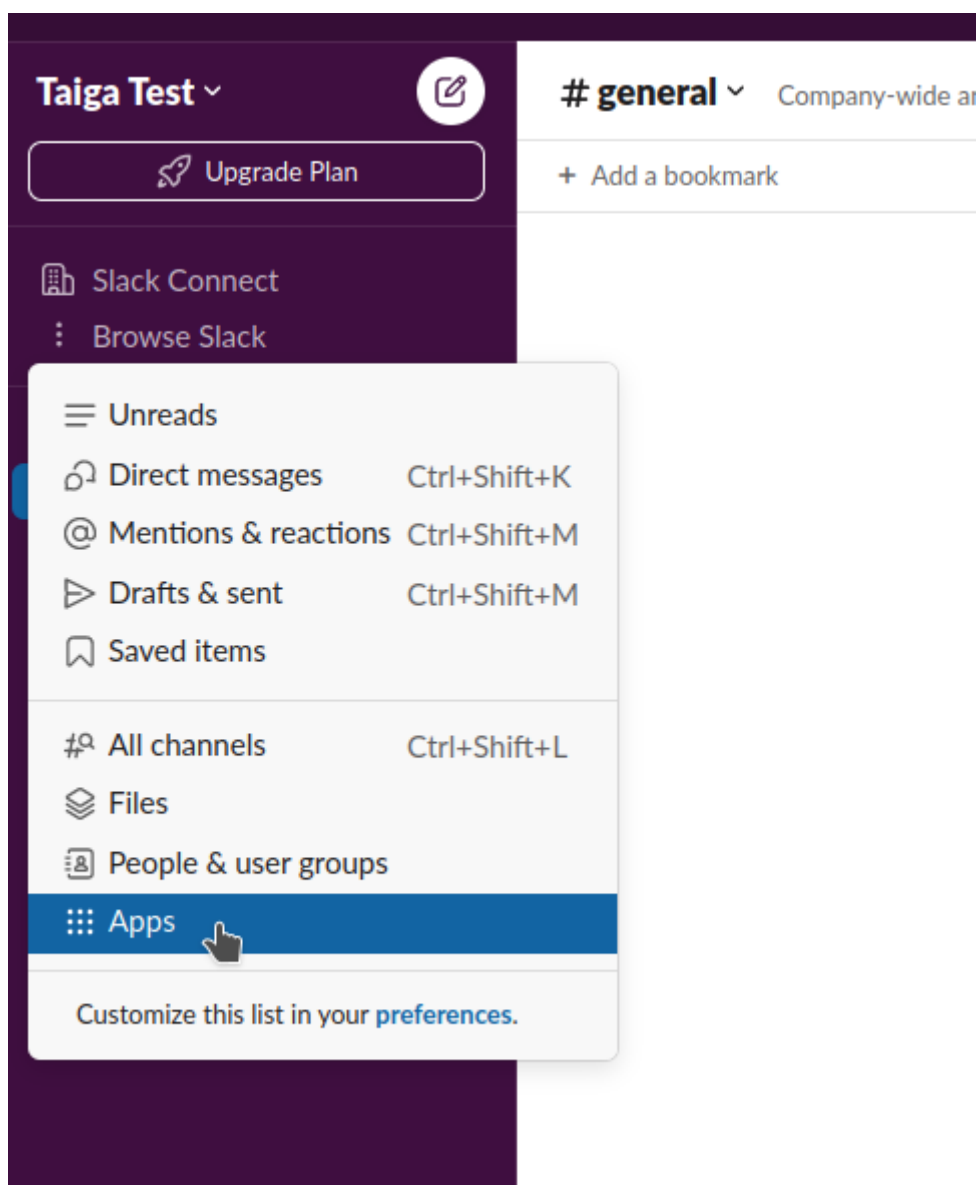 Taiga Test
# general
Company-wide
Upgrade Plan
+ Add a bookmark
Slack Connect
Browse Slack
Unreads
Direct messages Ctrl+Shift+K
@ Mentions & reactions Ctrl+Shift+M
Drafts & sent Ctrl+Shift+M
Saved items
All channels Ctrl+Shift+L
Files
People & user groups
Apps
Customize this list in your preferences.